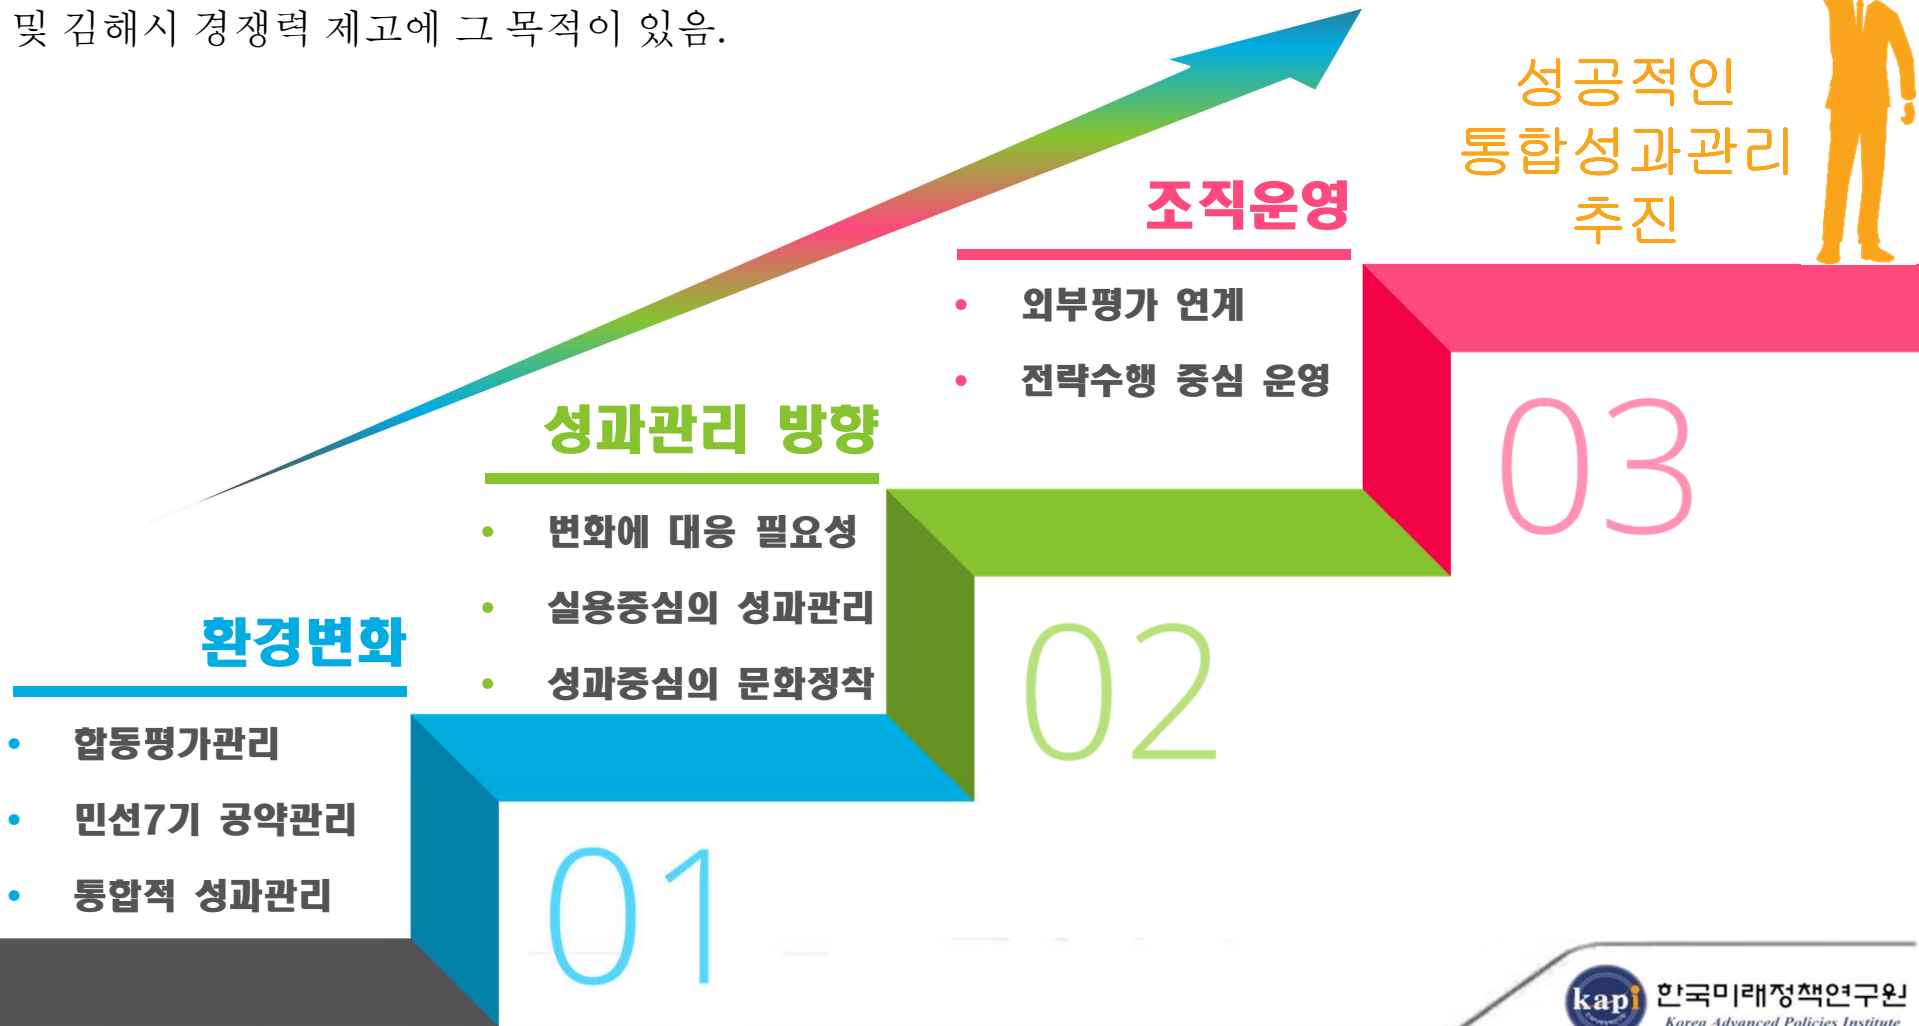 및 김해시 경쟁력 제고에 그 목적이 있음.
성공적인
통합성과관리
추진
조직운영
• 외부평가 연계
• 전략수행 중심 운영
03
성과관리 방향
• 변화에 대응 필요성
• 실용중심의 성과관리
• 성과중심의 문화정착
02
환경변화
• 합동평가관리
• 민선7기 공약관리
• 통합적 성과관리
01
kapi 한국미래정책연구원
Korea Advanced Policies Institute